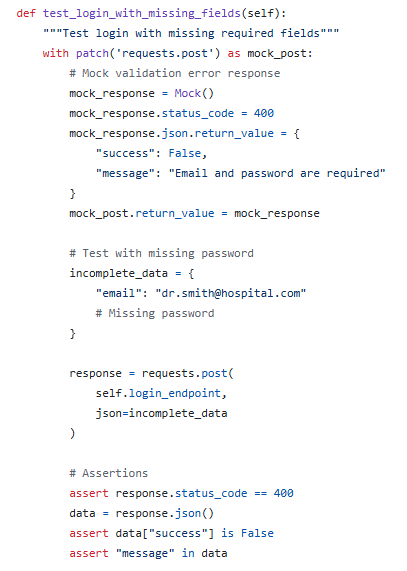 def test_login_with_missing_fields(self):
    """Test login with missing required fields"""
    with patch('requests.post') as mock_post:
        # Mock validation error response
        mock_response = Mock()
        mock_response.status_code = 400
        mock_response.json.return_value = {
            "success": False,
            "message": "Email and password are required"
        }
        mock_post.return_value = mock_response

        # Test with missing password
        incomplete_data = {
            "email": "dr.smith@hospital.com"
            # Missing password
        }

        response = requests.post(
            self.login_endpoint,
            json=incomplete_data
        )

        # Assertions
        assert response.status_code == 400
        data = response.json()
        assert data["success"] is False
        assert "message" in data